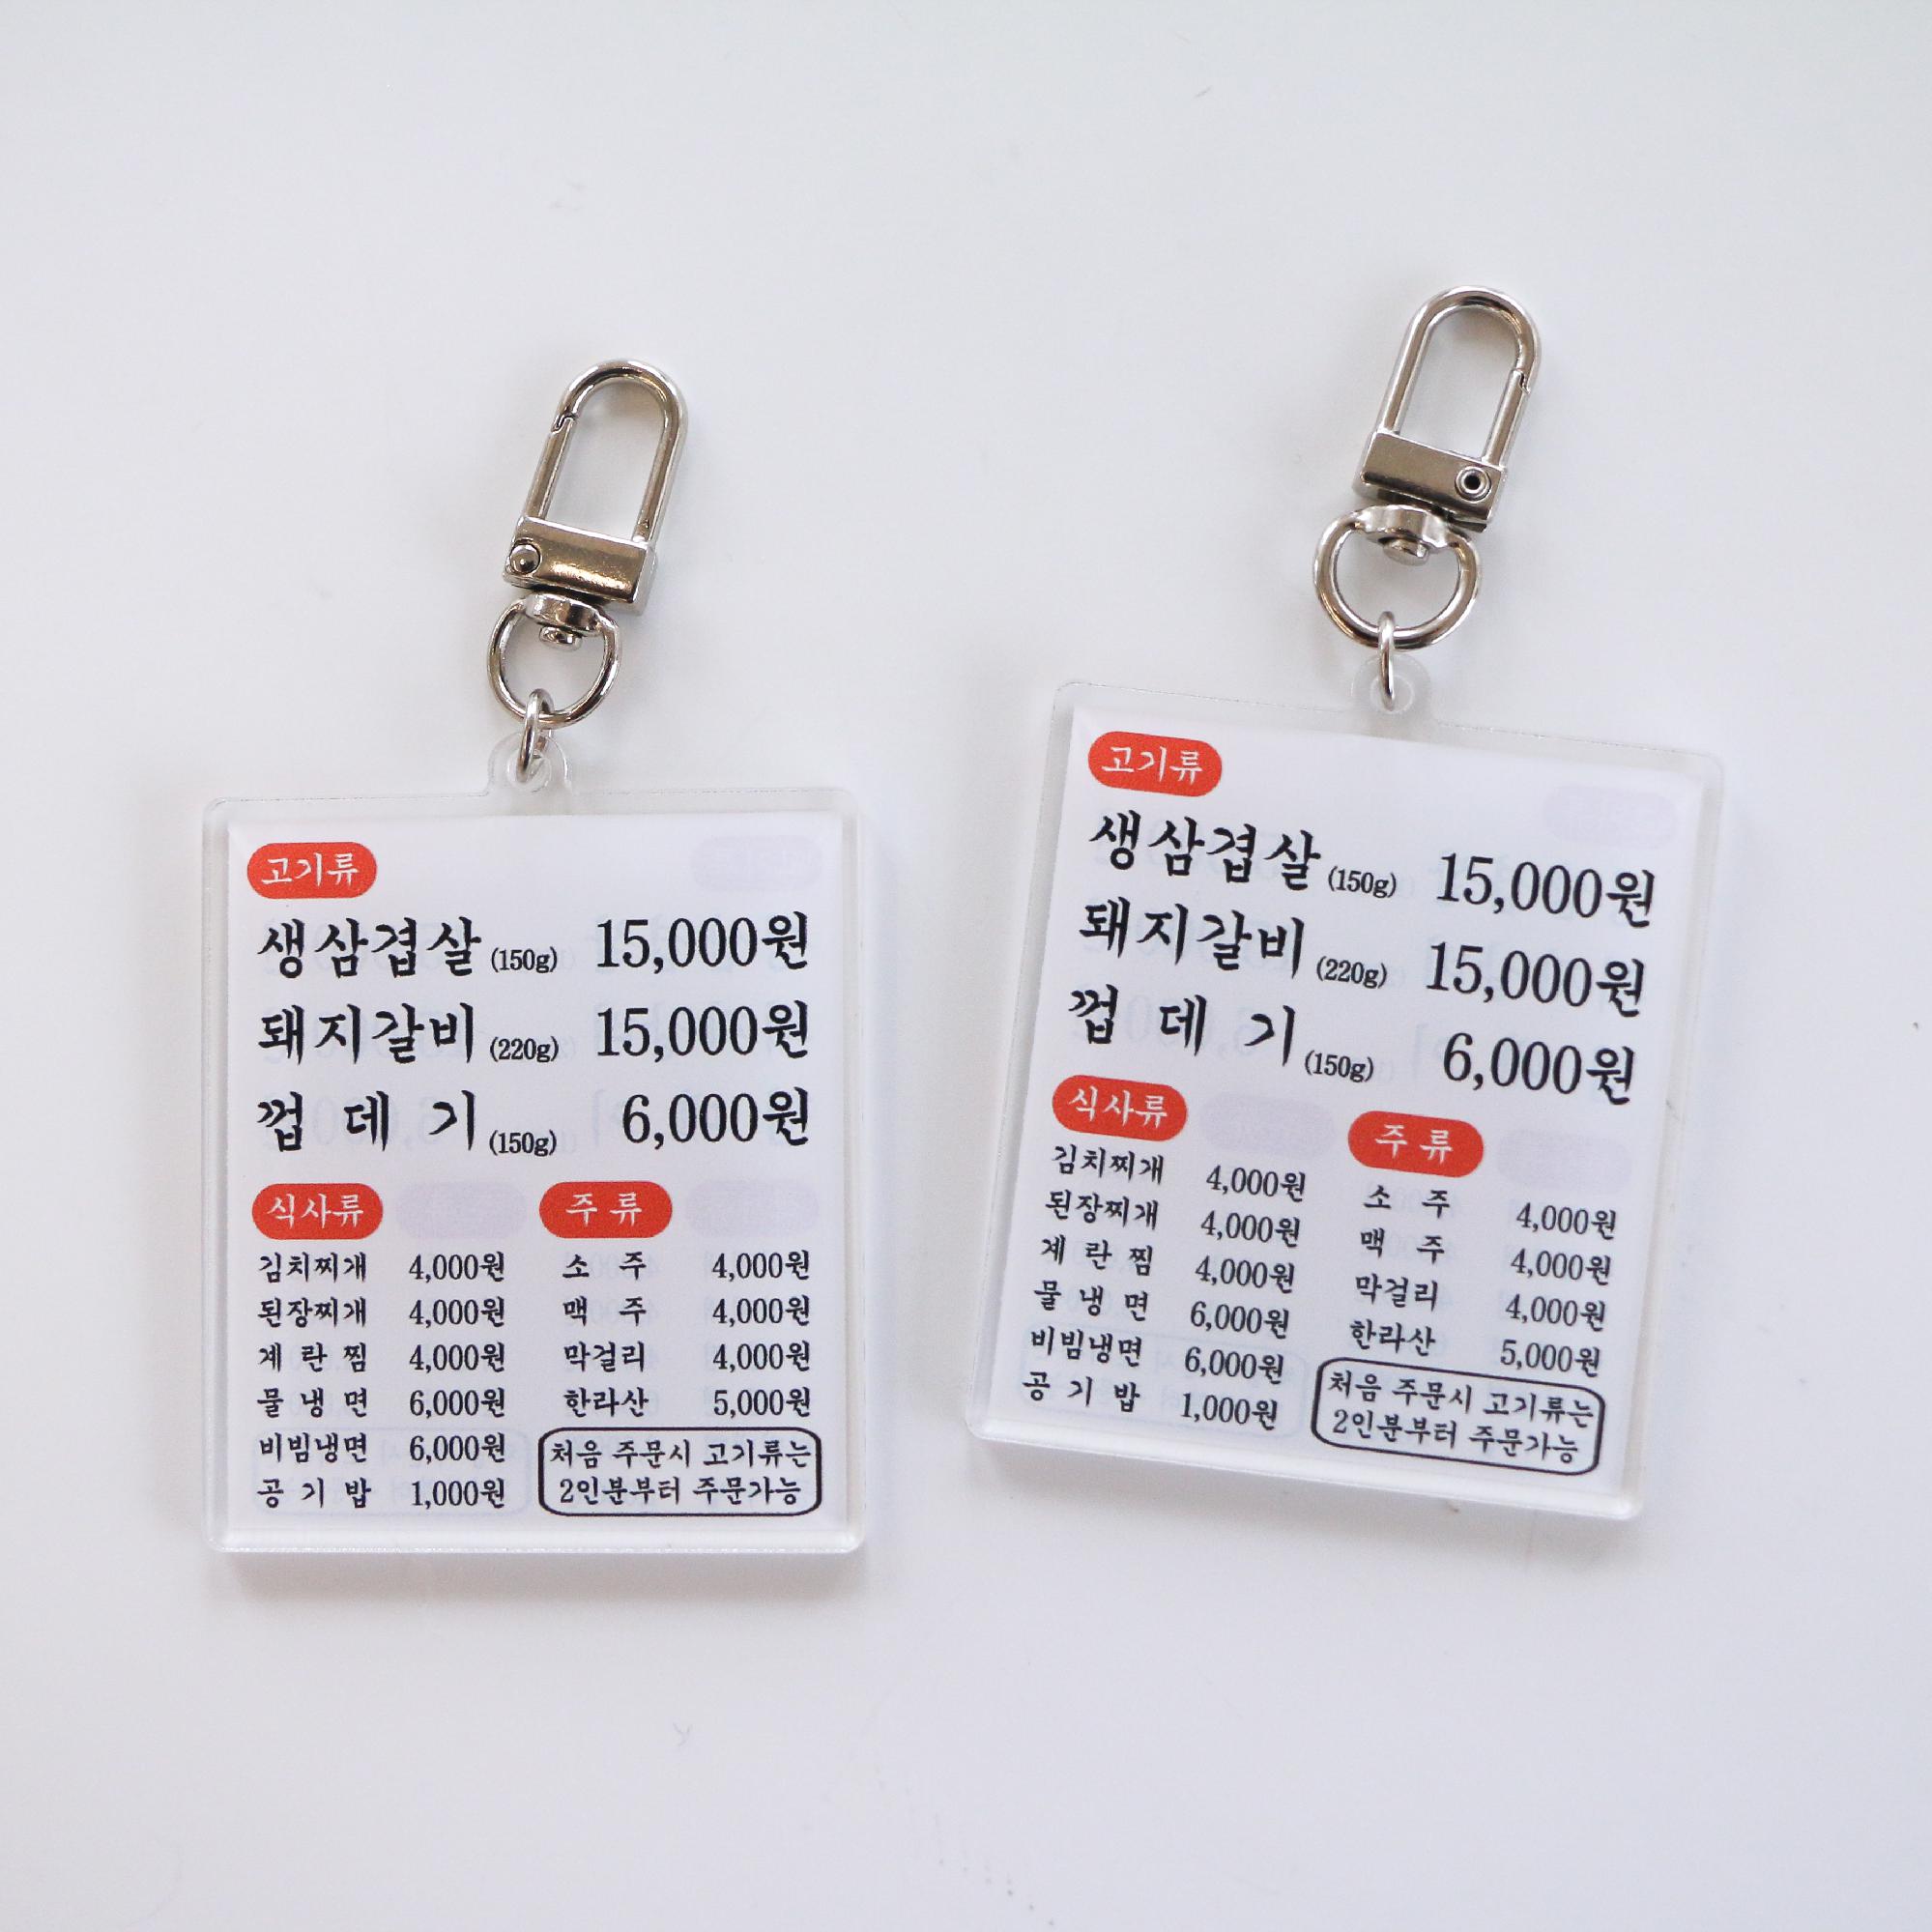 고기류
생삼겹살 (150g) 15,000원
돼지갈비 (220g) 15,000원
껍 데 기 (150g) 6,000원
식사류
김치찌개 4,000원
된장찌개 4,000원
계 란 찜 4,000원
물 냉 면 6,000원
비빔냉면 6,000원
공 기 밥 1,000원
주 류
소 주 4,000원
맥 주 4,000원
막걸리 4,000원
한라산 5,000원
처음 주문시 고기류는
2인분부터 주문가능
고기류
생삼겹살 (150g) 15,000원
돼지갈비 (220g) 15,000원
껍 데 기 (150g) 6,000원
식사류
김치찌개 4,000원
된장찌개 4,000원
계 란 찜 4,000원
물 냉 면 6,000원
비빔냉면 6,000원
공 기 밥 1,000원
주 류
소 주 4,000원
맥 주 4,000원
막걸리 4,000원
한라산 5,000원
처음 주문시 고기류는
2인분부터 주문가능